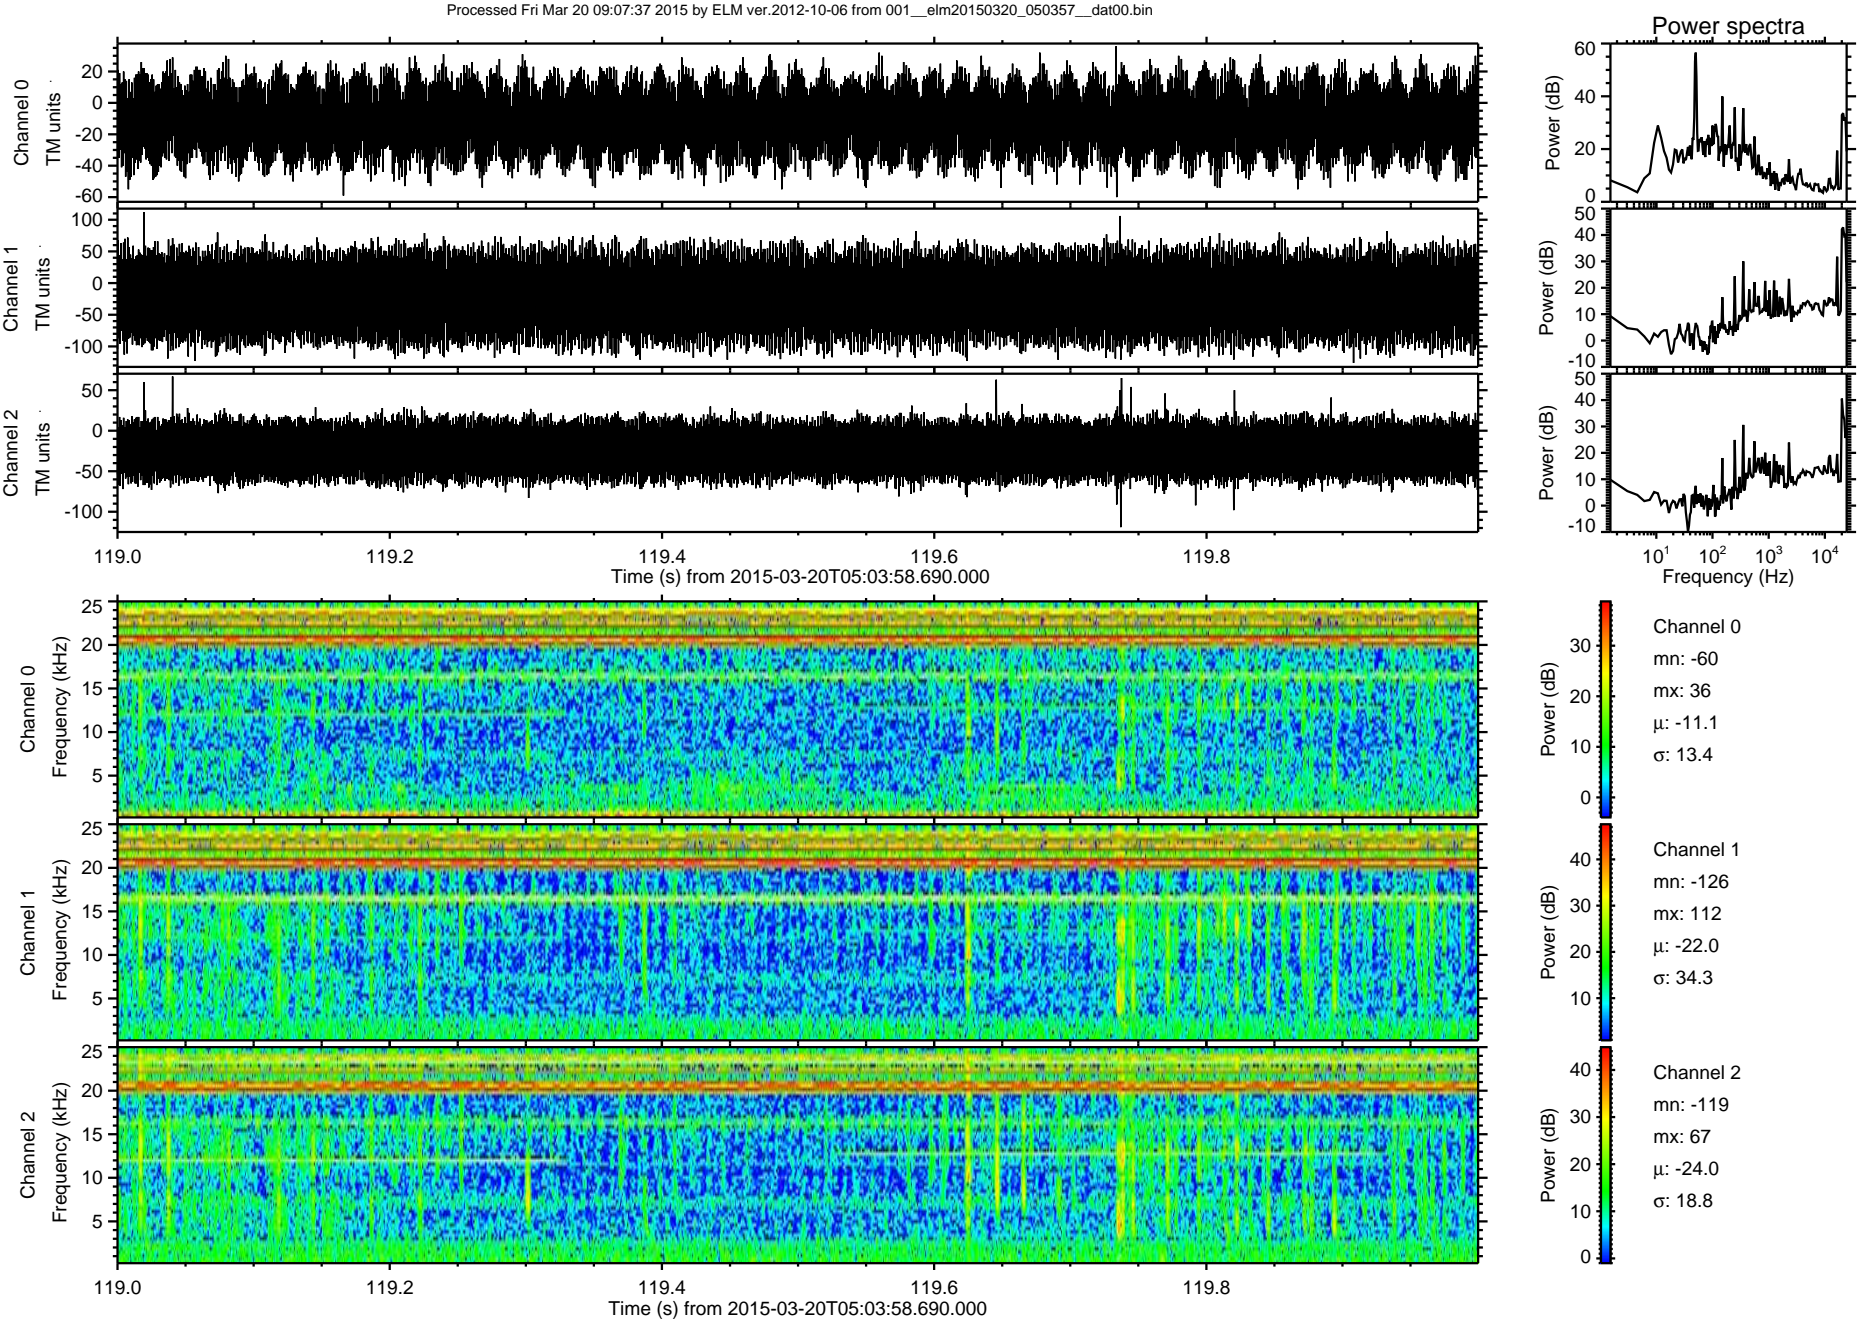 Processed Fri Mar 20 09:07:37 2015 by ELM ver.2012-10-06 from 001__elm20150320_050357__dat00.bin
Power spectra
Channel 0
TM units
20
0
-20
-40
-60
Power (dB)
60
40
20
0
Channel 1
TM units
100
50
0
-50
-100
Power (dB)
50
40
30
20
10
0
-10
Channel 2
TM units
50
0
-50
-100
Power (dB)
50
40
30
20
10
0
-10
119.0 119.2 119.4 119.6 119.8
Time (s) from 2015-03-20T05:03:58.690.000
10^1 10^2 10^3 10^4
Frequency (Hz)
Channel 0
Frequency (kHz)
25
20
15
10
5
Power (dB)
30
20
10
0
Channel 0
mn: -60
mx: 36
μ: -11.1
σ: 13.4
Channel 1
Frequency (kHz)
25
20
15
10
5
Power (dB)
40
30
20
10
Channel 1
mn: -126
mx: 112
μ: -22.0
σ: 34.3
Channel 2
Frequency (kHz)
25
20
15
10
5
Power (dB)
40
30
20
10
0
Channel 2
mn: -119
mx: 67
μ: -24.0
σ: 18.8
119.0 119.2 119.4 119.6 119.8
Time (s) from 2015-03-20T05:03:58.690.000